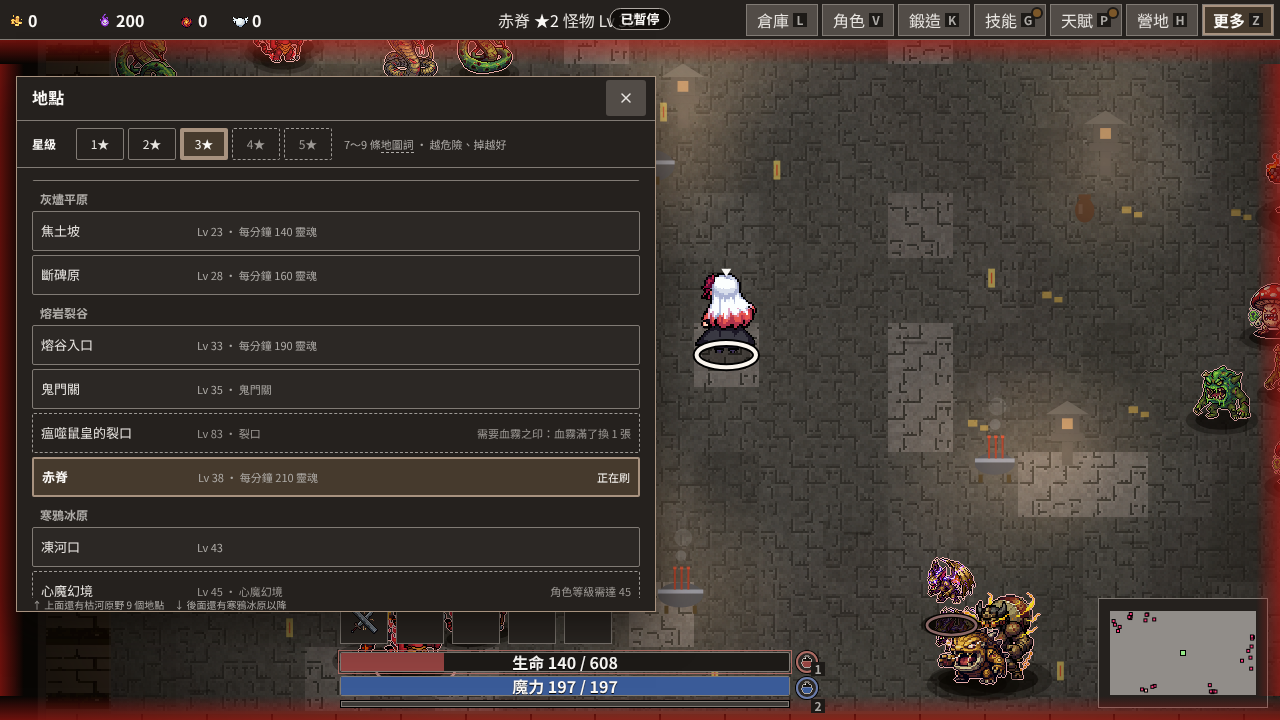 0
200
0
0
赤脊 ★2 怪物 Lv
已暫停
倉庫 L
角色 V
鍛造 K
技能 G
天賦 P
營地 H
更多 Z
地點
✕
星級
1★
2★
3★
4★
5★
7～9 條地圖詞 · 越危險、掉越好
灰燼平原
焦土坡 Lv 23 · 每分鐘 140 靈魂
斷碑原 Lv 28 · 每分鐘 160 靈魂
熔岩裂谷
熔谷入口 Lv 33 · 每分鐘 190 靈魂
鬼門關 Lv 35 · 鬼門關
瘟噬鼠皇的裂口 Lv 83 · 裂口 需要血霧之印：血霧滿了換 1 張
赤脊 Lv 38 · 每分鐘 210 靈魂 正在刷
寒鴉冰原
凍河口 Lv 43
心魔幻境 Lv 45 · 心魔幻境 角色等級需達 45
↑ 上面還有枯河原野 9 個地點 ↓ 後面還有寒鴉冰原以降
生命 140 / 608
1
魔力 197 / 197
2